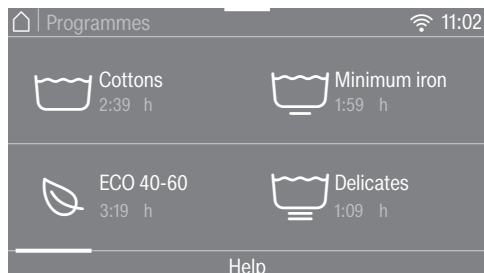 Programmes 11:02
Cottons
2:39 h
Minimum iron
1:59 h
ECO 40-60
3:19 h
Delicates
1:09 h
Help